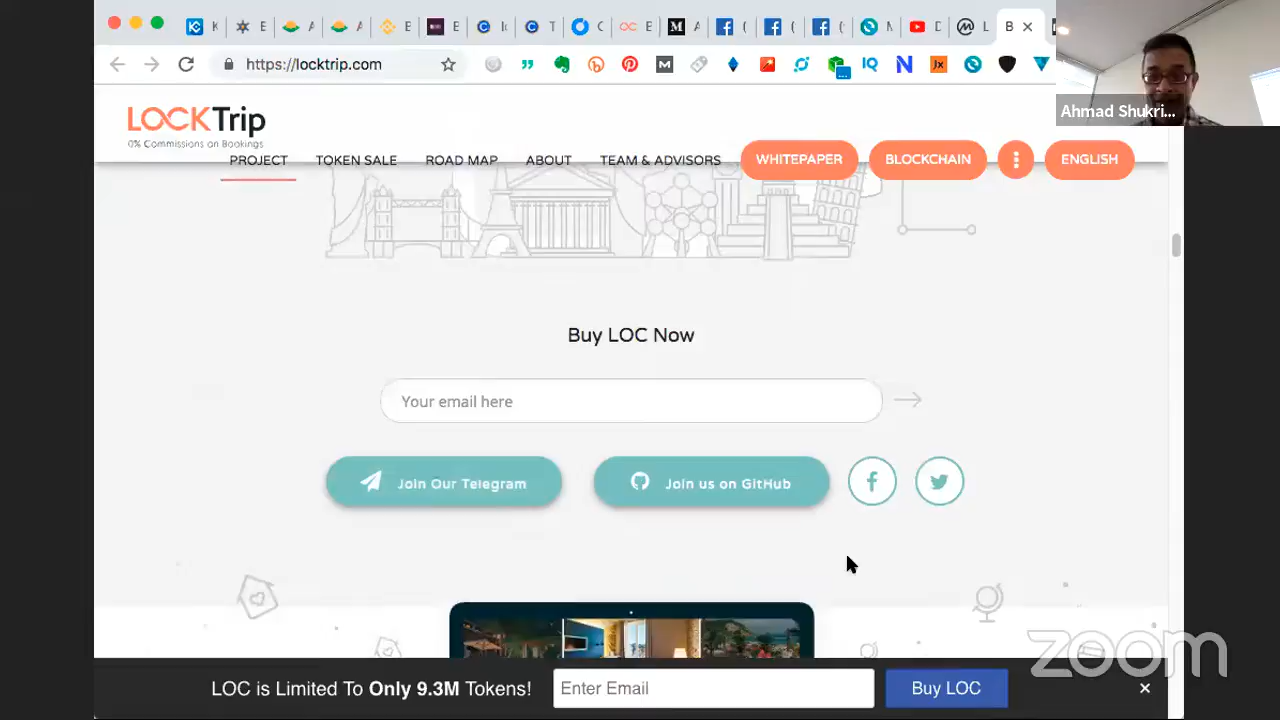 K E A A E E C I C T C E A ( ( ( N D L B
https://locktrip.com
M IQ N Jx
Ahmad Shukri...
LOCKTrip
0% Commissions on Bookings
PROJECT TOKEN SALE ROAD MAP ABOUT TEAM & ADVISORS WHITEPAPER BLOCKCHAIN ENGLISH
Buy LOC Now
Your email here
Join Our Telegram Join us on GitHub
zoom
LOC is Limited To Only 9.3M Tokens! Enter Email Buy LOC